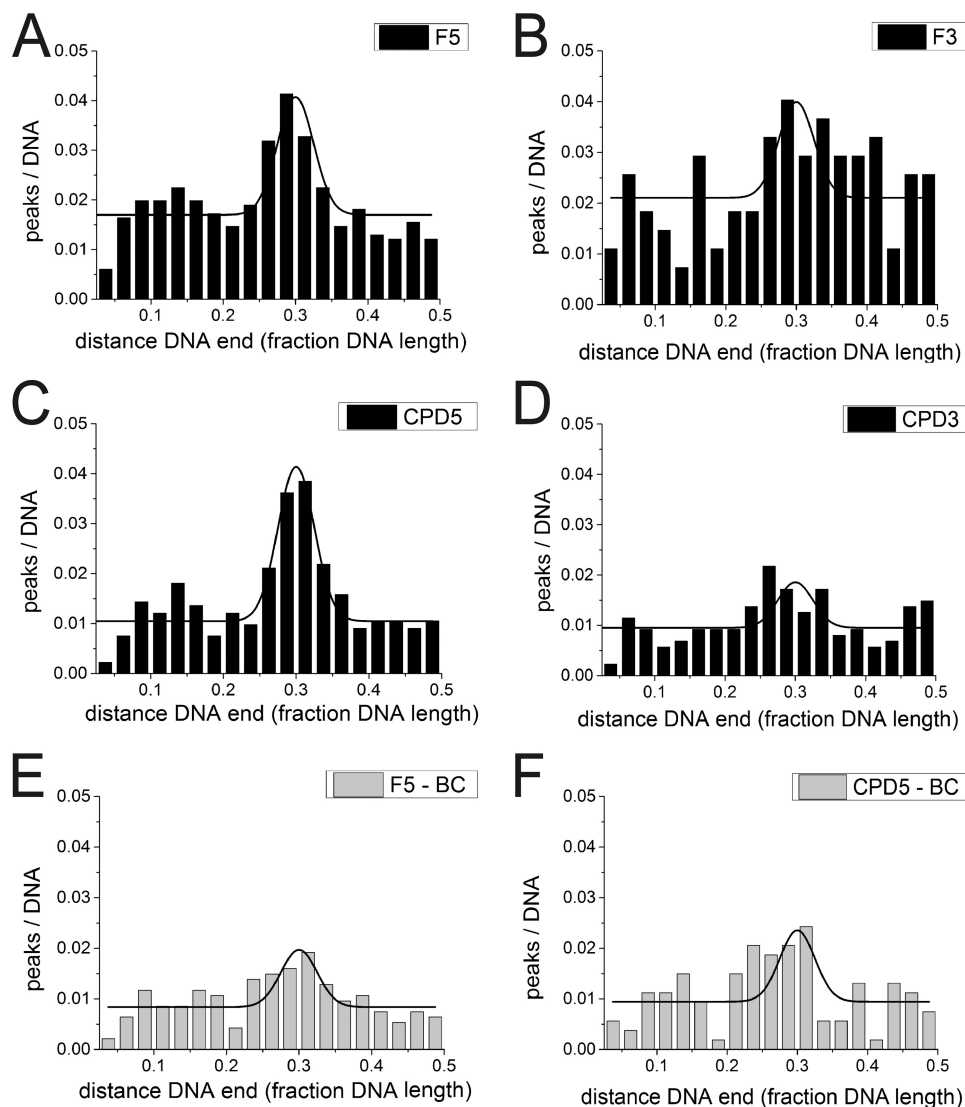 A
F5
0.05
0.04
0.03
0.02
0.01
0.00
peaks / DNA
0.1 0.2 0.3 0.4 0.5
distance DNA end (fraction DNA length)
B
F3
0.05
0.04
0.03
0.02
0.01
0.00
peaks / DNA
0.1 0.2 0.3 0.4 0.5
distance DNA end (fraction DNA length)
C
CPD5
0.05
0.04
0.03
0.02
0.01
0.00
peaks / DNA
0.1 0.2 0.3 0.4 0.5
distance DNA end (fraction DNA length)
D
CPD3
0.05
0.04
0.03
0.02
0.01
0.00
peaks / DNA
0.1 0.2 0.3 0.4 0.5
distance DNA end (fraction DNA length)
E
F5 - BC
0.05
0.04
0.03
0.02
0.01
0.00
peaks / DNA
0.1 0.2 0.3 0.4 0.5
distance DNA end (fraction DNA length)
F
CPD5 - BC
0.05
0.04
0.03
0.02
0.01
0.00
peaks / DNA
0.1 0.2 0.3 0.4 0.5
distance DNA end (fraction DNA length)